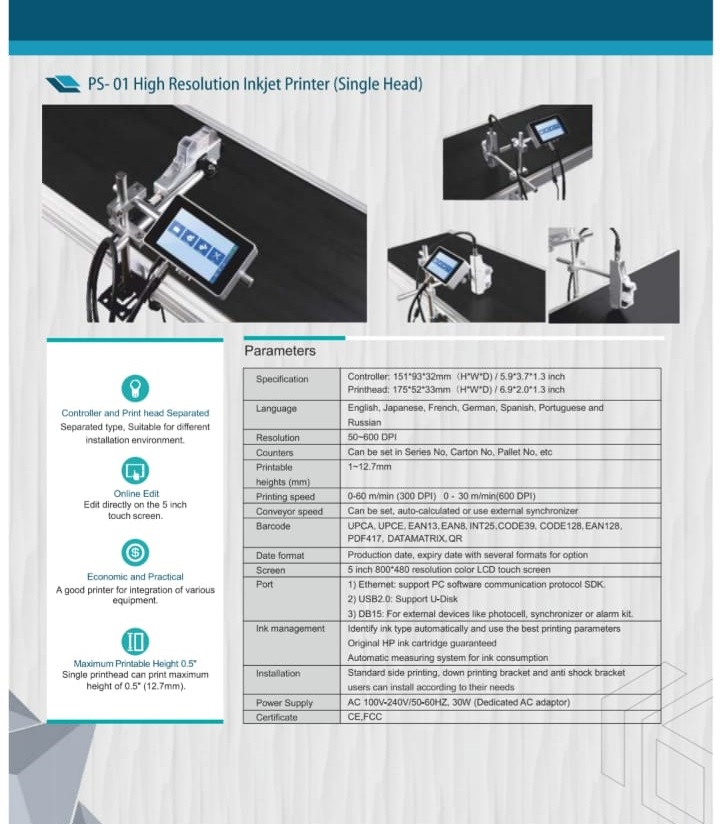 PS- 01 High Resolution Inkjet Printer (Single Head)
Controller and Print head Separated
Separated type, Suitable for different
installation environment.
Online Edit
Edit directly on the 5 inch
touch screen.
Economic and Practical
A good printer for integration of various
equipment.
Maximum Printable Height 0.5"
Single printhead can print maximum
height of 0.5" (12.7mm).
Parameters
Specification
Controller: 151*93*32mm (H*W*D) / 5.9*3.7*1.3 inch
Printhead: 175*52*33mm (H*W*D) / 6.9*2.0*1.3 inch
Language
English, Japanese, French, German, Spanish, Portuguese and
Russian
Resolution
50~600 DPI
Counters
Can be set in Series No, Carton No, Pallet No, etc
Printable
heights (mm)
1~12.7mm
Printing speed
0-60 m/min (300 DPI) 0 - 30 m/min(600 DPI)
Conveyor speed
Can be set, auto-calculated or use external synchronizer
Barcode
UPCA, UPCE, EAN13,EAN8, INT25,CODE39, CODE128,EAN128,
PDF417, DATAMATRIX,QR
Date format
Production date, expiry date with several formats for option
Screen
5 inch 800*480 resolution color LCD touch screen
Port
1) Ethernet: support PC software communication protocol SDK.
2) USB2.0: Support U-Disk
3) DB15: For external devices like photocell, synchronizer or alarm kit.
Ink management
Identify ink type automatically and use the best printing parameters
Original HP ink cartridge guaranteed
Automatic measuring system for ink consumption
Installation
Standard side printing, down printing bracket and anti shock bracket
users can install according to their needs
Power Supply
AC 100V-240V/50-60HZ, 30W (Dedicated AC adaptor)
Certificate
CE,FCC